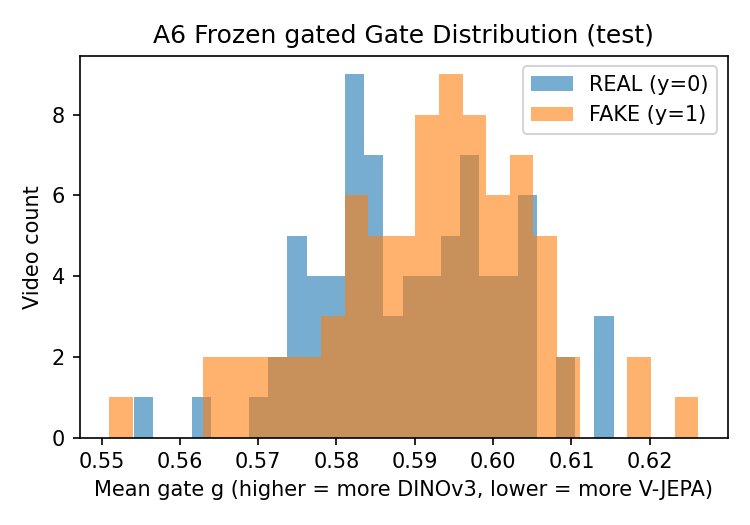 A6 Frozen gated Gate Distribution (test)
REAL (y=0)
FAKE (y=1)
Video count
8
6
4
2
0
0.55 0.56 0.57 0.58 0.59 0.60 0.61 0.62
Mean gate g (higher = more DINOv3, lower = more V-JEPA)